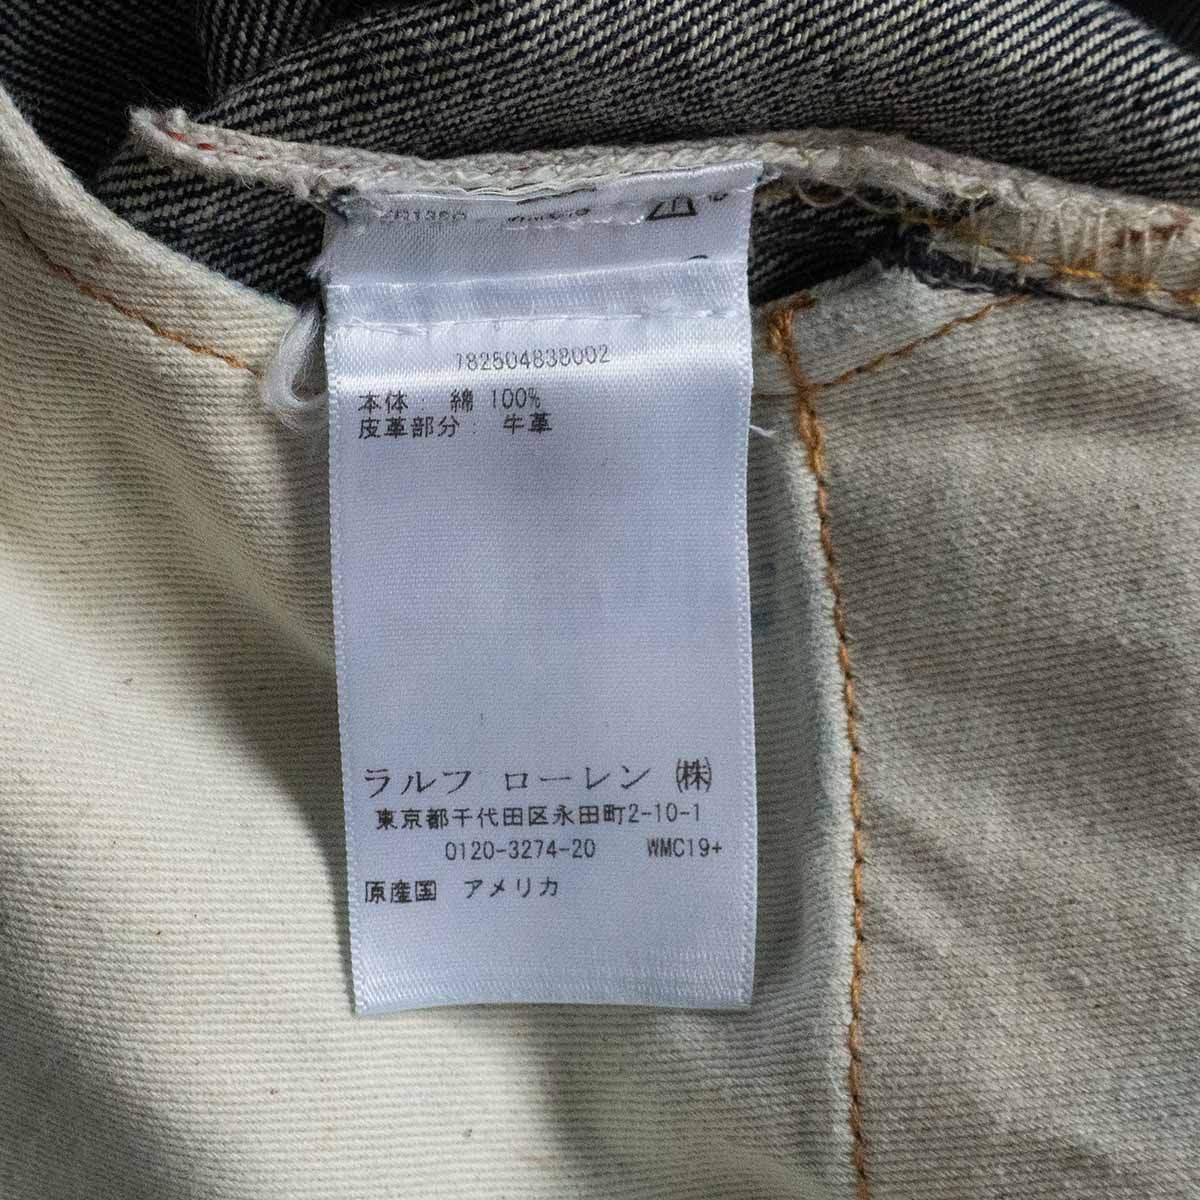 782504838002
本体: 綿 100%
皮革部分: 牛革
ラルフ ローレン ㈱
東京都千代田区永田町2-10-1
0120-3274-20 WMC19+
原産国 アメリカ